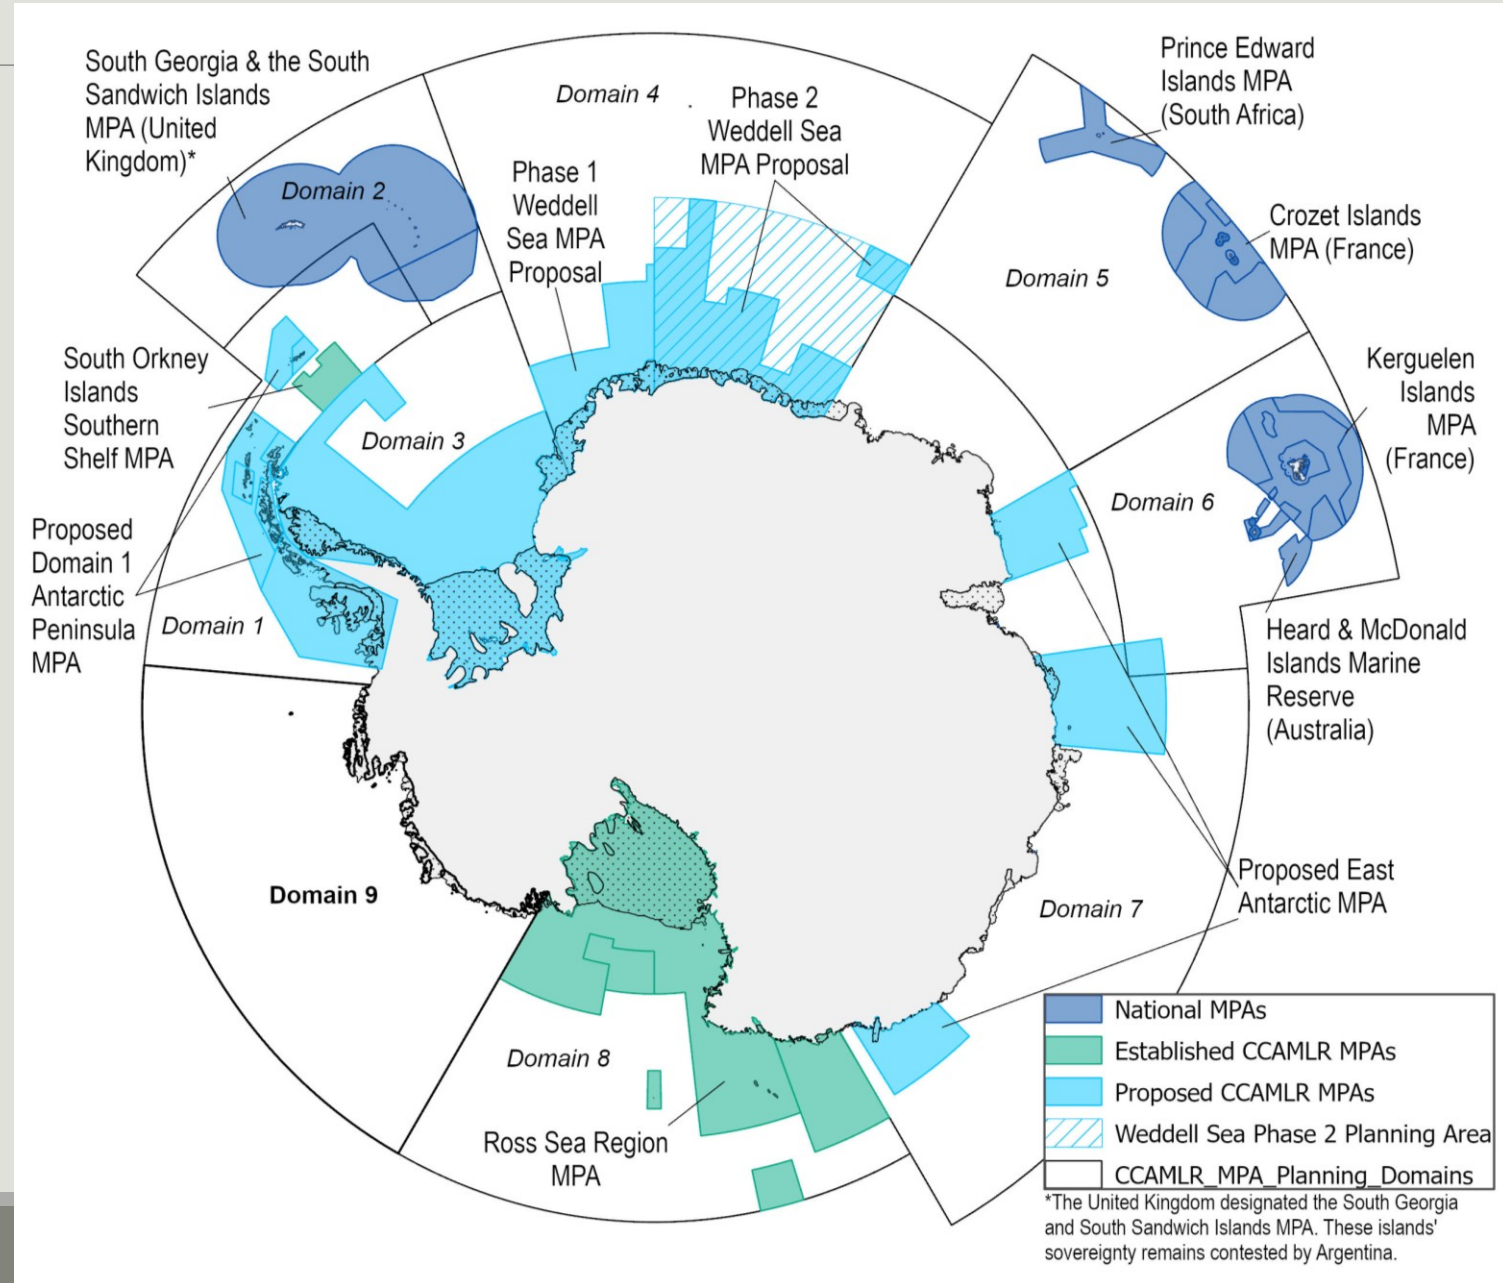 South Georgia & the South
Sandwich Islands
MPA (United
Kingdom)*
Domain 2
Domain 4
Phase 1
Weddell
Sea MPA
Proposal
Phase 2
Weddell Sea
MPA Proposal
Prince Edward
Islands MPA
(South Africa)
Crozet Islands
MPA (France)
Domain 5
Kerguelen
Islands
MPA
(France)
South Orkney
Islands
Southern
Shelf MPA
Domain 3
Domain 6
Proposed
Domain 1
Antarctic
Peninsula
MPA
Domain 1
Heard & McDonald
Islands Marine
Reserve
(Australia)
Domain 9
Proposed East
Antarctic MPA
Domain 7
Domain 8
Ross Sea Region
MPA
National MPAs
Established CCAMLR MPAs
Proposed CCAMLR MPAs
Weddell Sea Phase 2 Planning Area
CCAMLR_MPA_Planning_Domains
*The United Kingdom designated the South Georgia
and South Sandwich Islands MPA. These islands'
sovereignty remains contested by Argentina.